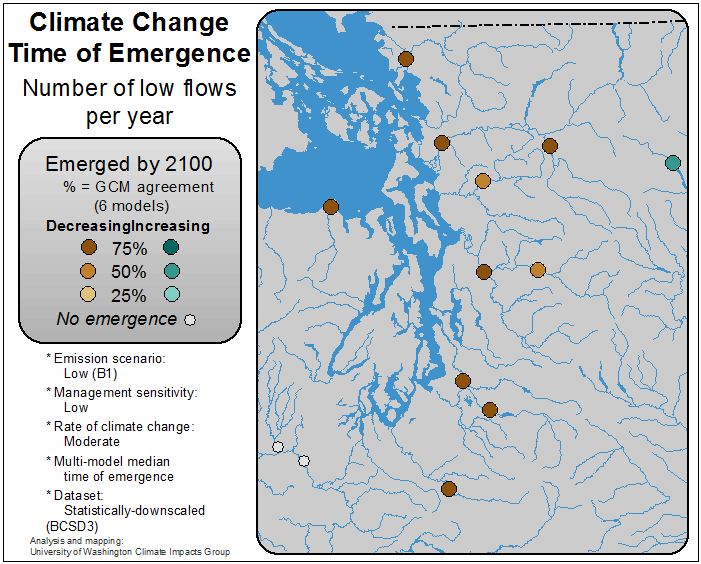 Climate Change
Time of Emergence
Number of low flows
per year
Emerged by 2100
% = GCM agreement
(6 models)
DecreasingIncreasing
75%
50%
25%
No emergence
* Emission scenario:
Low (B1)
* Management sensitivity:
Low
* Rate of climate change:
Moderate
* Multi-model median
time of emergence
* Dataset:
Statistically-downscaled
(BCSD3)
Analysis and mapping:
University of Washington Climate Impacts Group